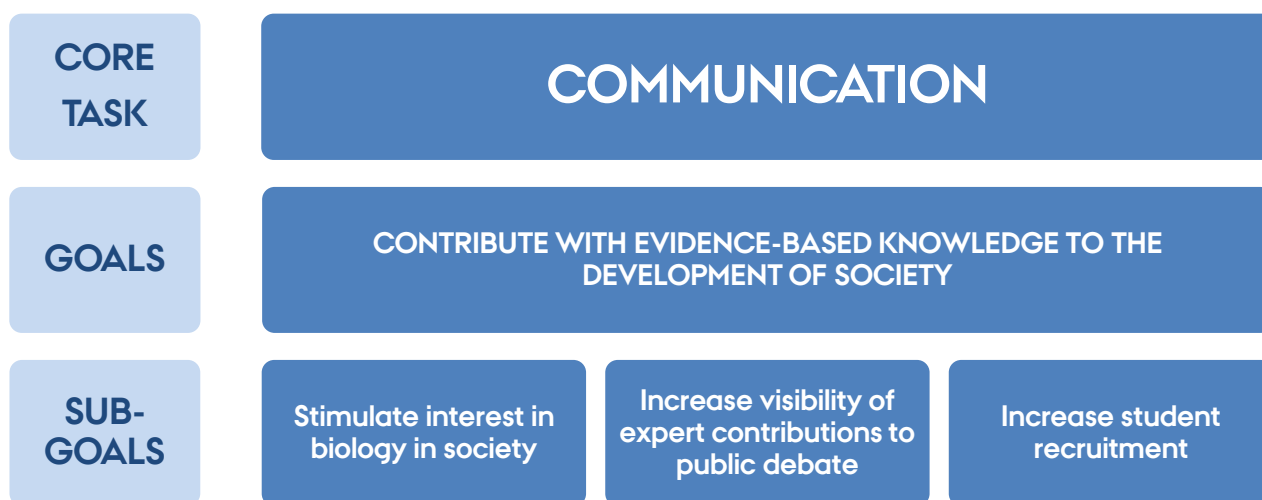 CORE
TASK
COMMUNICATION
GOALS
CONTRIBUTE WITH EVIDENCE-BASED KNOWLEDGE TO THE
DEVELOPMENT OF SOCIETY
SUB-
GOALS
Stimulate interest in
biology in society
Increase visibility of
expert contributions to
public debate
Increase student
recruitment